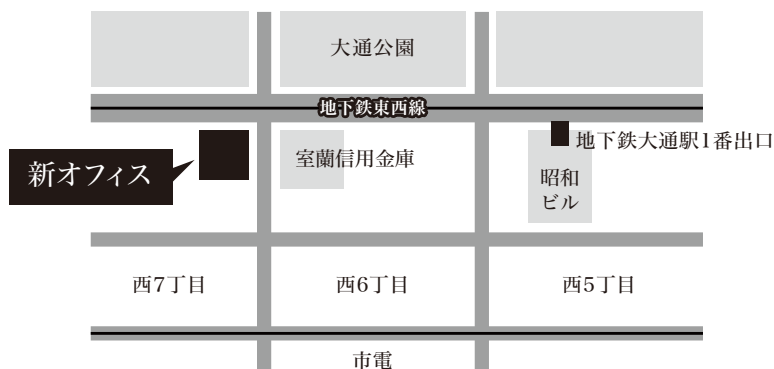 大通公園
地下鉄東西線
地下鉄大通駅1番出口
室蘭信用金庫
新オフィス
昭和
ビル
西7丁目
西6丁目
西5丁目
市電